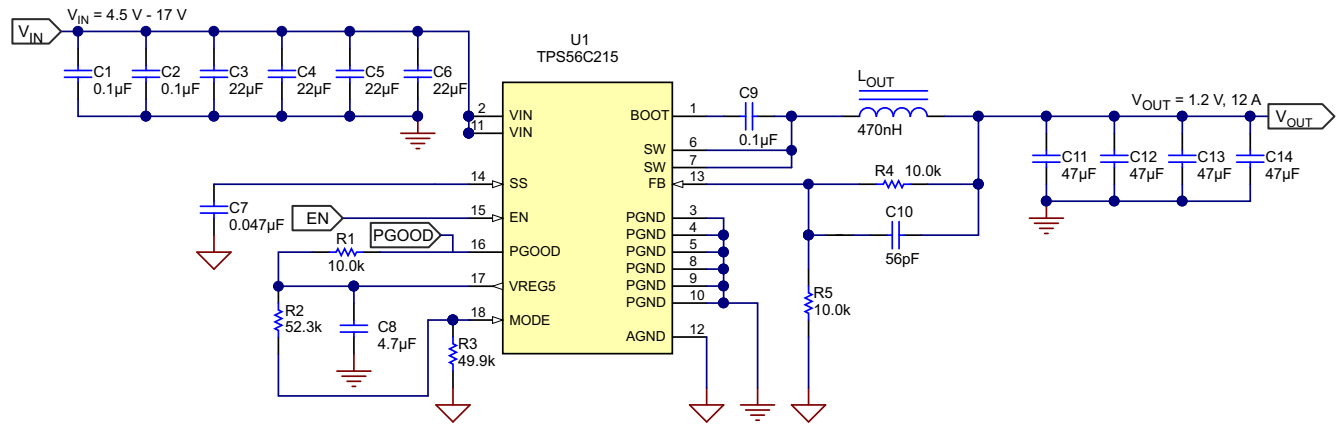 V_IN
V_IN = 4.5 V - 17 V
C1
0.1µF
C2
0.1µF
C3
22µF
C4
22µF
C5
22µF
C6
22µF
U1
TPS56C215
2
VIN
11
VIN
14
SS
15
EN
16
PGOOD
17
VREG5
18
MODE
BOOT
1
SW
6
SW
7
FB
13
PGND
3
PGND
4
PGND
5
PGND
8
PGND
9
PGND
10
AGND
12
C7
0.047µF
EN
PGOOD
R1
10.0k
R2
52.3k
C8
4.7µF
R3
49.9k
C9
0.1µF
L_OUT
470nH
R4 10.0k
C10
56pF
R5
10.0k
V_OUT = 1.2 V, 12 A
V_OUT
C11
47µF
C12
47µF
C13
47µF
C14
47µF